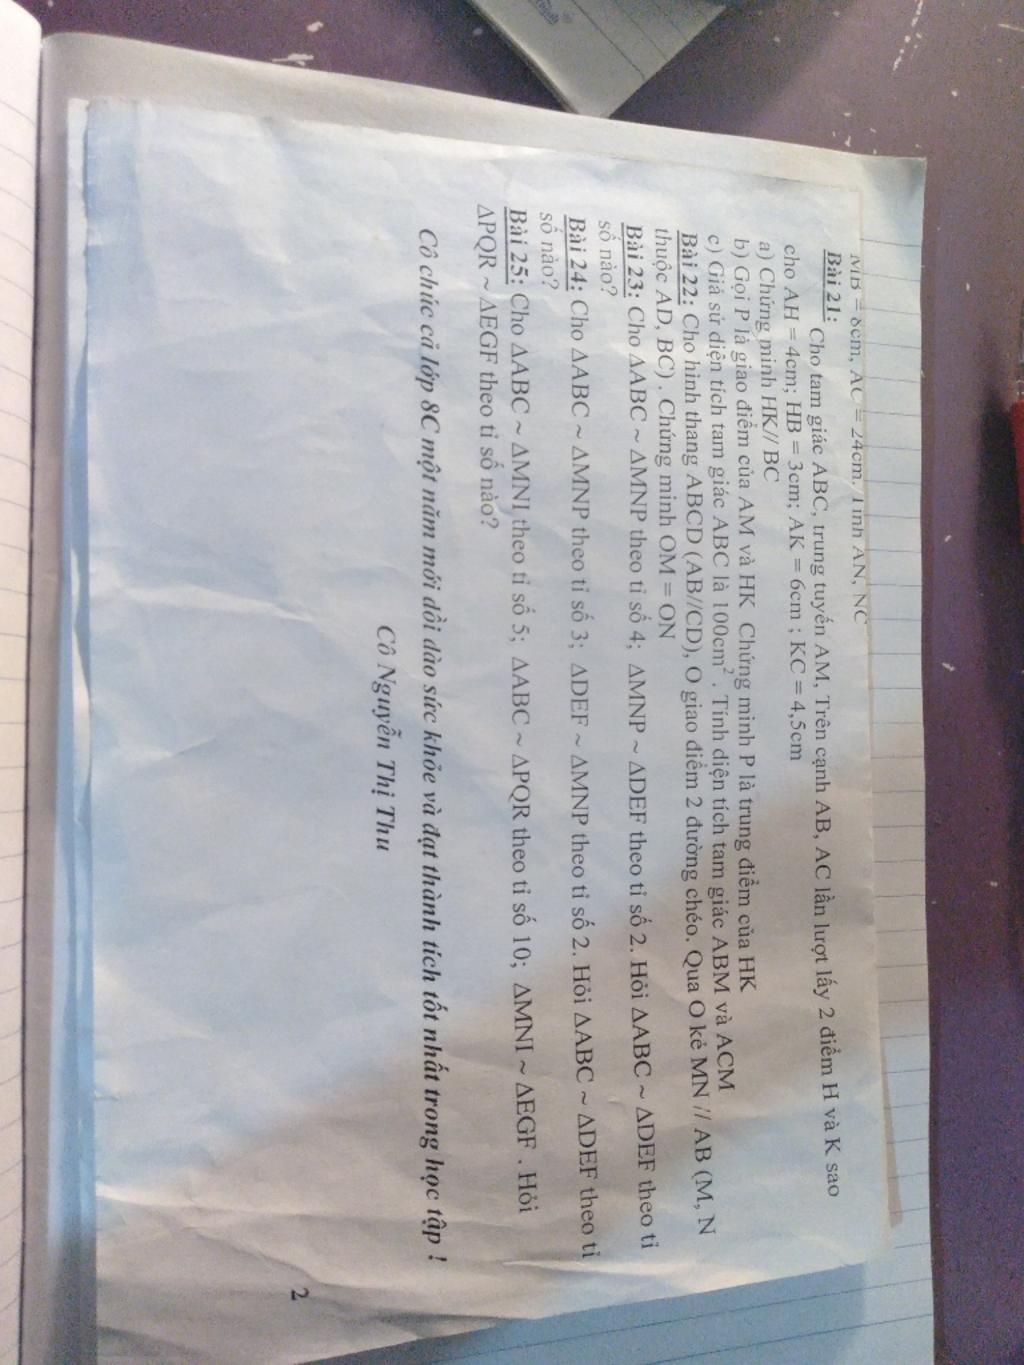 MB = 8cm, AC = 24cm. Tính AN, NC
Bài 21: Cho tam giác ABC, trung tuyến AM, Trên cạnh AB, AC lần lượt lấy 2 điểm H và K sao
cho AH = 4cm; HB = 3cm; AK = 6cm ; KC = 4,5cm
a) Chứng minh HK// BC
b) Gọi P là giao điểm của AM và HK Chứng minh P là trung điểm của HK
c) Giả sử diện tích tam giác ABC là 100cm². Tính diện tích tam giác ABM và ACM
Bài 22: Cho hình thang ABCD (AB//CD), O giao điểm 2 đường chéo. Qua O kẻ MN // AB (M, N
thuộc AD, BC) . Chứng minh OM = ON
Bài 23: Cho ΔABC ~ ΔMNP theo tỉ số 4; ΔMNP ~ ΔDEF theo tỉ số 2. Hỏi ΔABC ~ ΔDEF theo tỉ
số nào?
Bài 24: Cho ΔABC ~ ΔMNP theo tỉ số 3; ΔDEF ~ ΔMNP theo tỉ số 2. Hỏi ΔABC ~ ΔDEF theo tỉ
số nào?
Bài 25: Cho ΔABC ~ ΔMNI theo tỉ số 5; ΔABC ~ ΔPQR theo tỉ số 10; ΔMNI ~ ΔEGF . Hỏi
ΔPQR ~ ΔEGF theo tỉ số nào?
Cô chúc cả lớp 8C một năm mới dồi dào sức khỏe và đạt thành tích tốt nhất trong học tập !
Cô Nguyễn Thị Thu
2